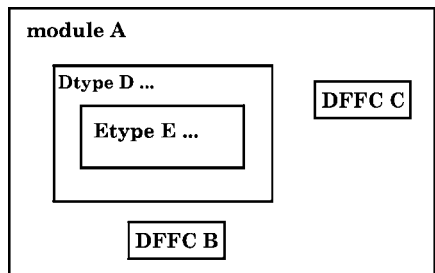 module A
Dtype D ...
Etype E ...
DFFC C
DFFC B